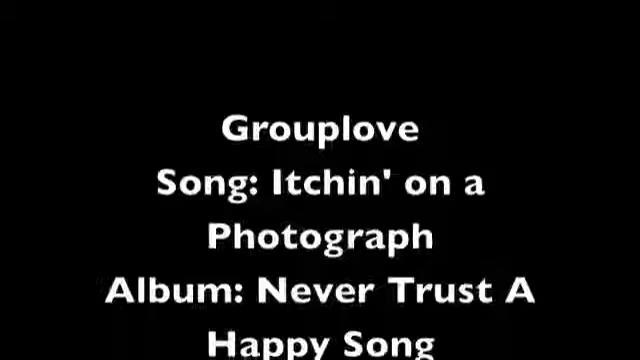 Grouplove
Song: Itchin' on a
Photograph
Album: Never Trust A
Happy Song